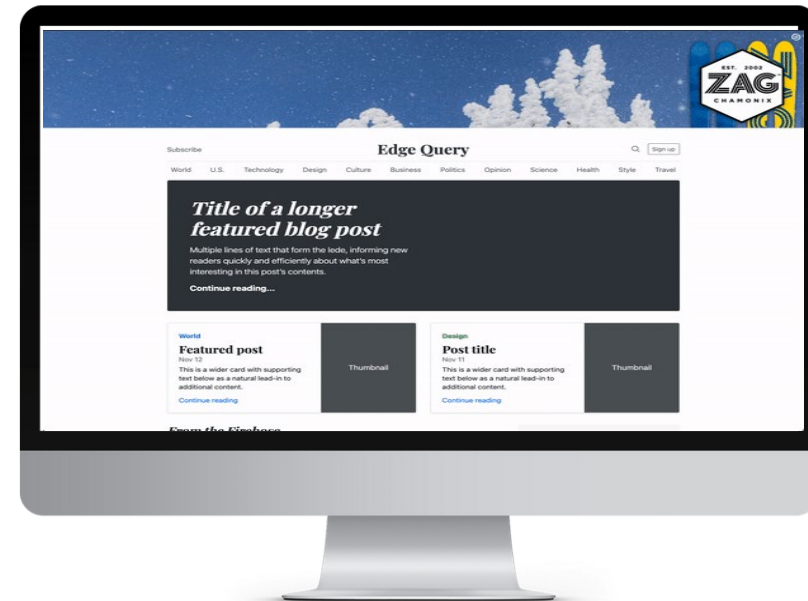 EST. 2002
ZAG
CHAMONIX
Subscribe
Edge Query
Sign up
World U.S. Technology Design Culture Business Politics Opinion Science Health Style Travel
Title of a longer
featured blog post
Multiple lines of text that form the lede, informing new
readers quickly and efficiently about what's most
interesting in this post's contents.
Continue reading...
World
Featured post
Nov 12
This is a wider card with supporting
text below as a natural lead-in to
additional content.
Continue reading
Thumbnail
Design
Post title
Nov 11
This is a wider card with supporting
text below as a natural lead-in to
additional content.
Continue reading
Thumbnail
From the Firehose